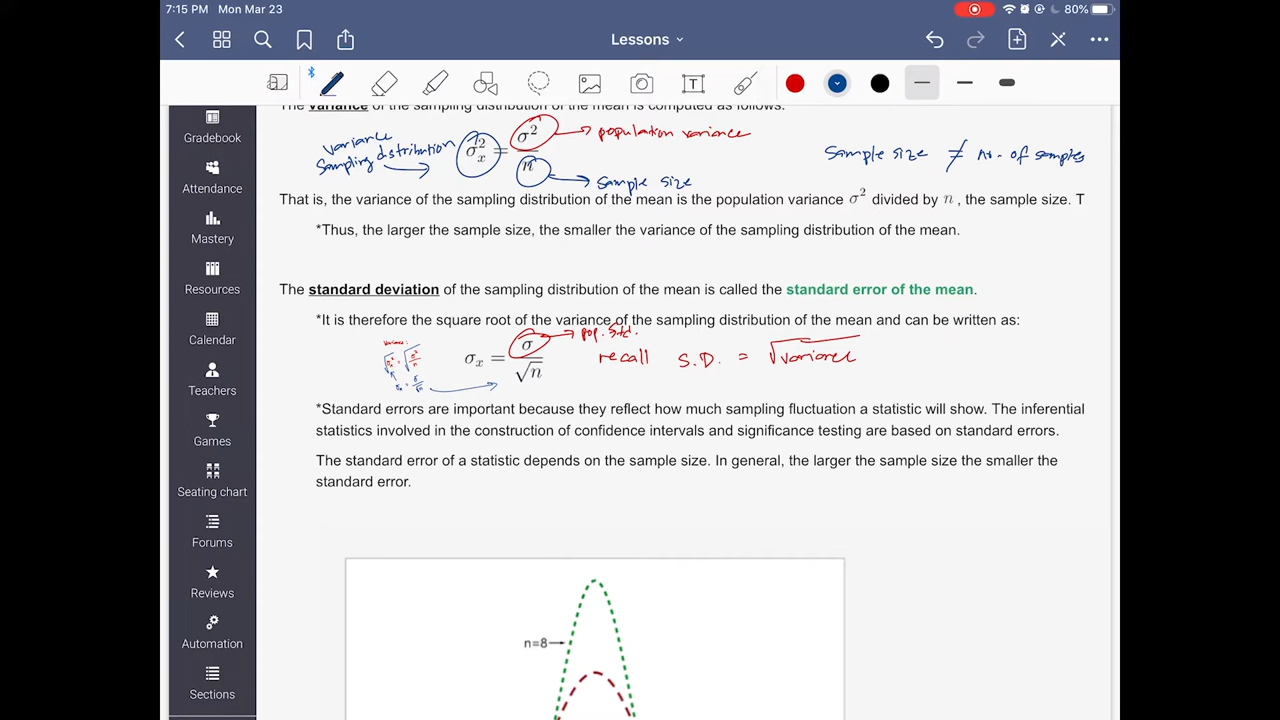 7:15 PM Mon Mar 23
80%
Lessons
T
Gradebook
Attendance
Mastery
Resources
Calendar
Teachers
Games
Seating chart
Forums
Reviews
Automation
Sections
The variance of the sampling distribution of the mean is computed as follows:
variance
Sampling distribution
σ²ₓ = σ² / n
population variance
sample size
Sample size ≠ Nr. of samples
That is, the variance of the sampling distribution of the mean is the population variance σ² divided by n , the sample size. T
*Thus, the larger the sample size, the smaller the variance of the sampling distribution of the mean.
The standard deviation of the sampling distribution of the mean is called the standard error of the mean.
*It is therefore the square root of the variance of the sampling distribution of the mean and can be written as:
variance:
√σ²ₓ = √σ²/n
σₓ = σ/√n
σₓ = σ / √n
pop. Std.
recall S.D. = √variance
*Standard errors are important because they reflect how much sampling fluctuation a statistic will show. The inferential
statistics involved in the construction of confidence intervals and significance testing are based on standard errors.
The standard error of a statistic depends on the sample size. In general, the larger the sample size the smaller the
standard error.
n=8